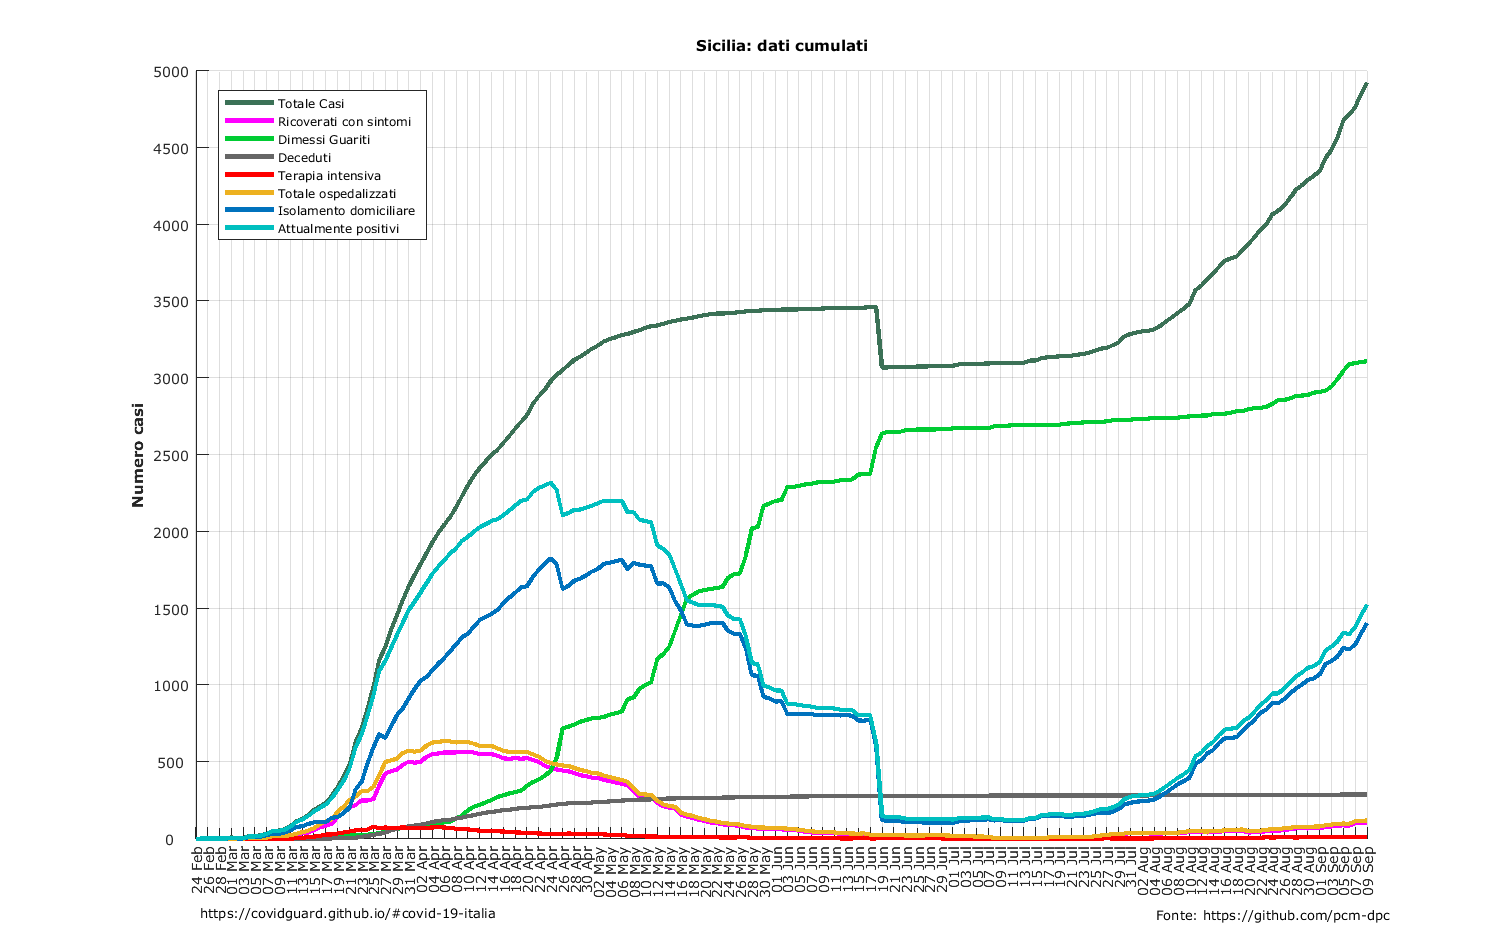 Sicilia: dati cumulati
Numero casi
5000
4500
4000
3500
3000
2500
2000
1500
1000
500
0
Totale Casi
Ricoverati con sintomi
Dimessi Guariti
Deceduti
Terapia intensiva
Totale ospedalizzati
Isolamento domiciliare
Attualmente positivi
24 Feb
26 Feb
28 Feb
01 Mar
03 Mar
05 Mar
07 Mar
09 Mar
11 Mar
13 Mar
15 Mar
17 Mar
19 Mar
21 Mar
23 Mar
25 Mar
27 Mar
29 Mar
31 Mar
02 Apr
04 Apr
06 Apr
08 Apr
10 Apr
12 Apr
14 Apr
16 Apr
18 Apr
20 Apr
22 Apr
24 Apr
26 Apr
28 Apr
30 Apr
02 May
04 May
06 May
08 May
10 May
12 May
14 May
16 May
18 May
20 May
22 May
24 May
26 May
28 May
30 May
01 Jun
03 Jun
05 Jun
07 Jun
09 Jun
11 Jun
13 Jun
15 Jun
17 Jun
19 Jun
21 Jun
23 Jun
25 Jun
27 Jun
29 Jun
01 Jul
03 Jul
05 Jul
07 Jul
09 Jul
11 Jul
13 Jul
15 Jul
17 Jul
19 Jul
21 Jul
23 Jul
25 Jul
27 Jul
29 Jul
31 Jul
02 Aug
04 Aug
06 Aug
08 Aug
10 Aug
12 Aug
14 Aug
16 Aug
18 Aug
20 Aug
22 Aug
24 Aug
26 Aug
28 Aug
30 Aug
01 Sep
03 Sep
05 Sep
07 Sep
09 Sep
https://covidguard.github.io/#covid-19-italia
Fonte: https://github.com/pcm-dpc